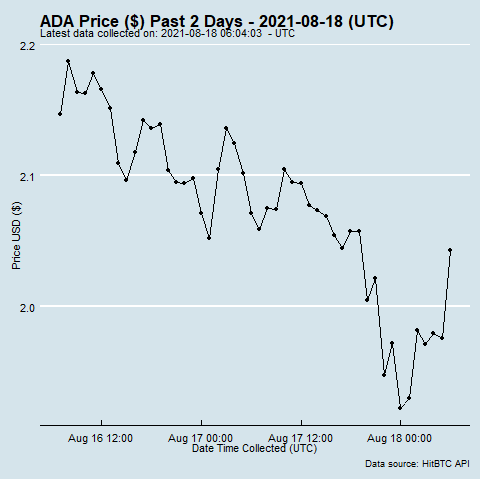 ADA Price ($) Past 2 Days - 2021-08-18 (UTC)
Latest data collected on: 2021-08-18 06:04:03  - UTC
2.2
2.1
2.0
Price USD ($)
Aug 16 12:00
Aug 17 00:00
Aug 17 12:00
Aug 18 00:00
Date Time Collected (UTC)
Data source: HitBTC API